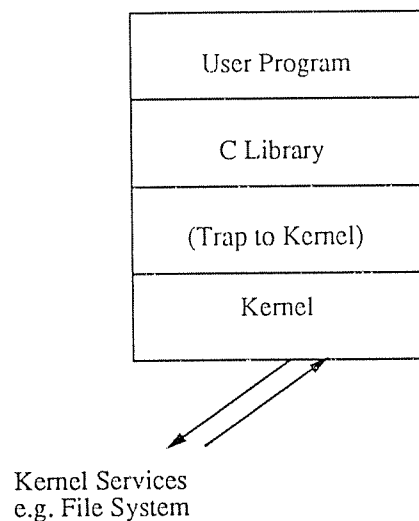 User Program
C Library
(Trap to Kernel)
Kernel
Kernel Services
e.g. File System